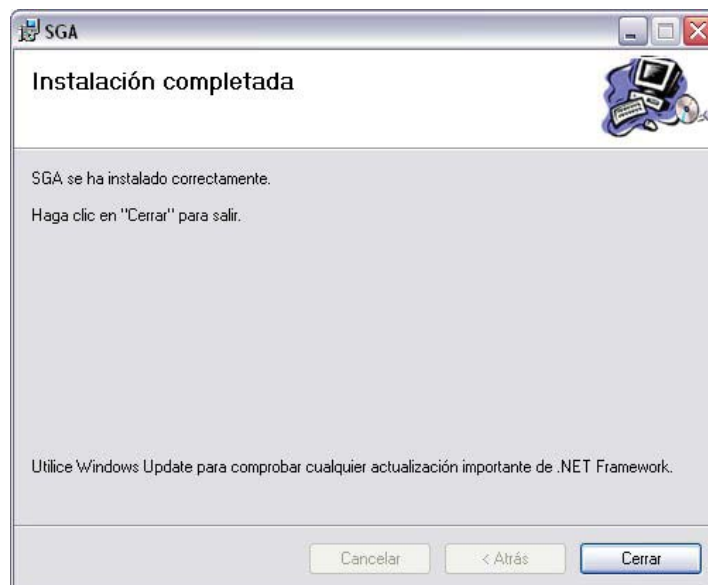 SGA
Instalación completada
SGA se ha instalado correctamente.
Haga clic en "Cerrar" para salir.
Utilice Windows Update para comprobar cualquier actualización importante de .NET Framework.
Cancelar
< Atrás
Cerrar